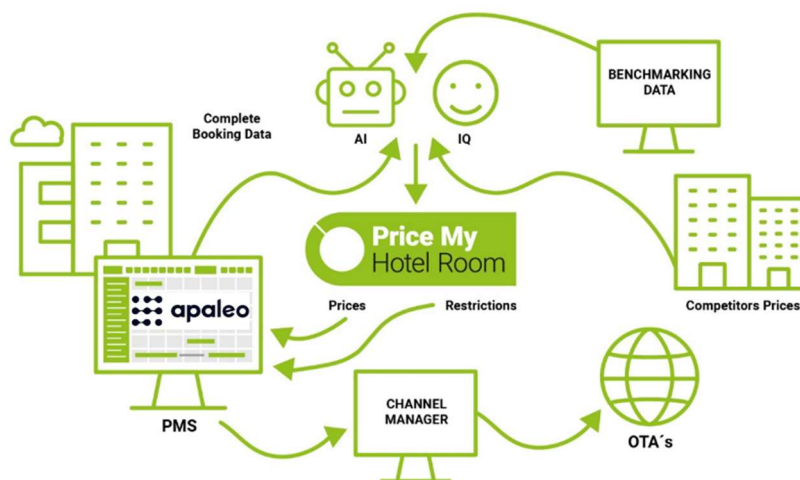 BENCHMARKING
DATA
Complete
Booking Data
AI
IQ
Price My
Hotel Room
apaleo
Prices
Restrictions
Competitors Prices
PMS
CHANNEL
MANAGER
OTA´s